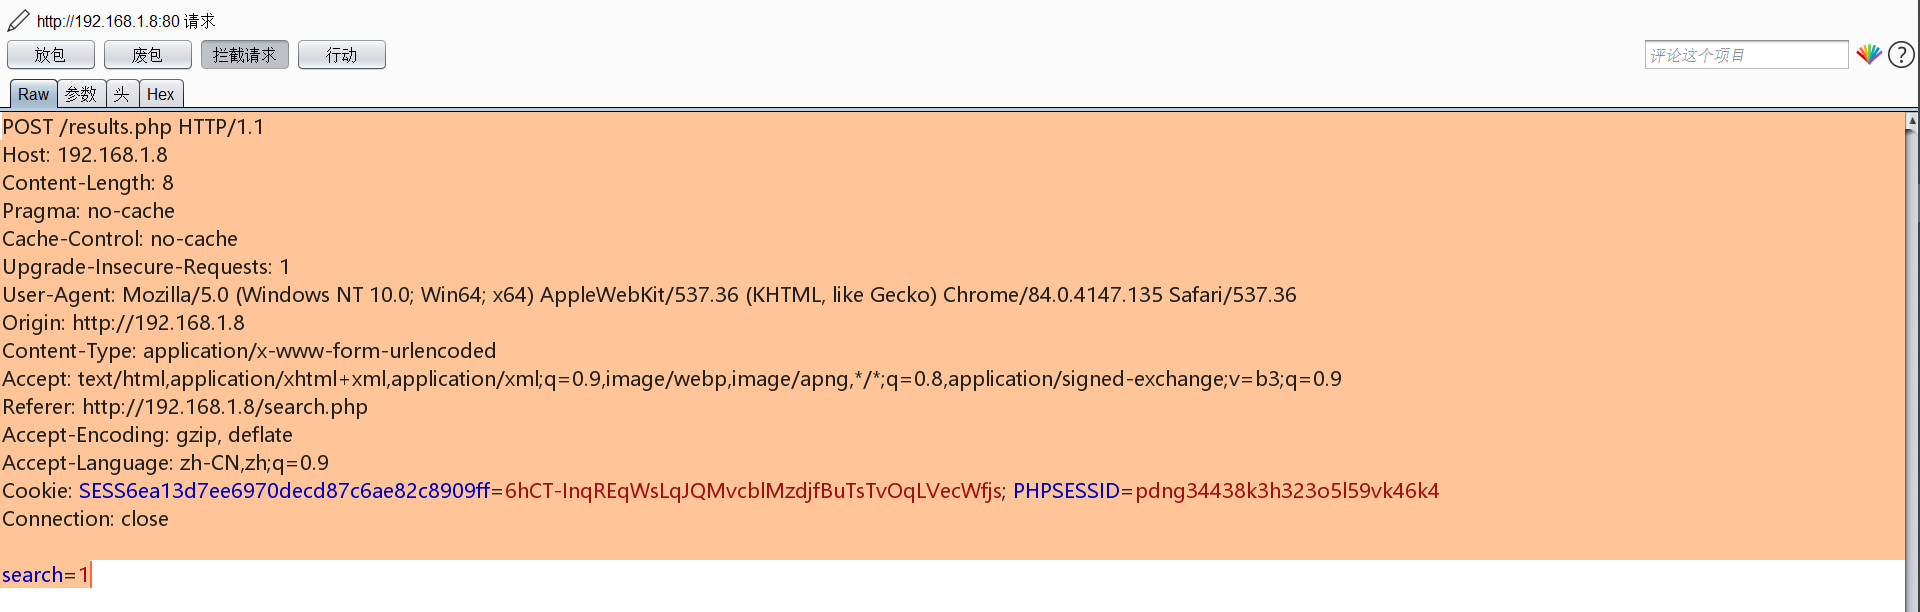 http://192.168.1.8:80 请求
放包 废包 拦截请求 行动 评论这个项目 ?
Raw 参数 头 Hex
POST /results.php HTTP/1.1
Host: 192.168.1.8
Content-Length: 8
Pragma: no-cache
Cache-Control: no-cache
Upgrade-Insecure-Requests: 1
User-Agent: Mozilla/5.0 (Windows NT 10.0; Win64; x64) AppleWebKit/537.36 (KHTML, like Gecko) Chrome/84.0.4147.135 Safari/537.36
Origin: http://192.168.1.8
Content-Type: application/x-www-form-urlencoded
Accept: text/html,application/xhtml+xml,application/xml;q=0.9,image/webp,image/apng,*/*;q=0.8,application/signed-exchange;v=b3;q=0.9
Referer: http://192.168.1.8/search.php
Accept-Encoding: gzip, deflate
Accept-Language: zh-CN,zh;q=0.9
Cookie: SESS6ea13d7ee6970decd87c6ae82c8909ff=6hCT-InqREqWsLqJQMvcblMzdjfBuTsTvOqLVecWfjs; PHPSESSID=pdng34438k3h323o5l59vk46k4
Connection: close
search=1